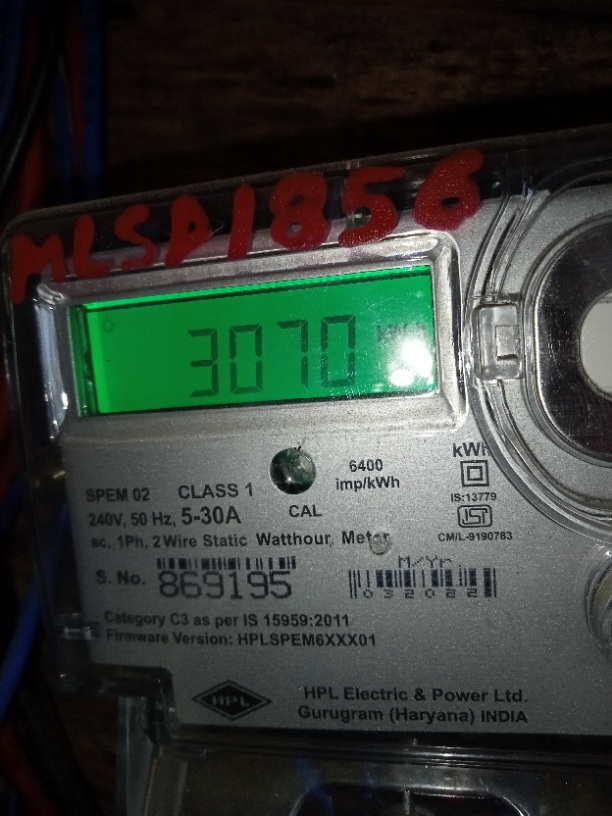 MLSD1856
3070 kWh
SPEM 02 CLASS 1
6400 imp/kWh
CAL
kWh
240V, 50 Hz, 5-30A
IS:13779
ISI
CM/L-9190783
ac, 1Ph, 2 Wire Static Watthour, Meter
S. No. 869195
M/Yr
032022
Category C3 as per IS 15959:2011
Firmware Version: HPLSPEM6XXX01
HPL
HPL Electric & Power Ltd.
Gurugram (Haryana) INDIA